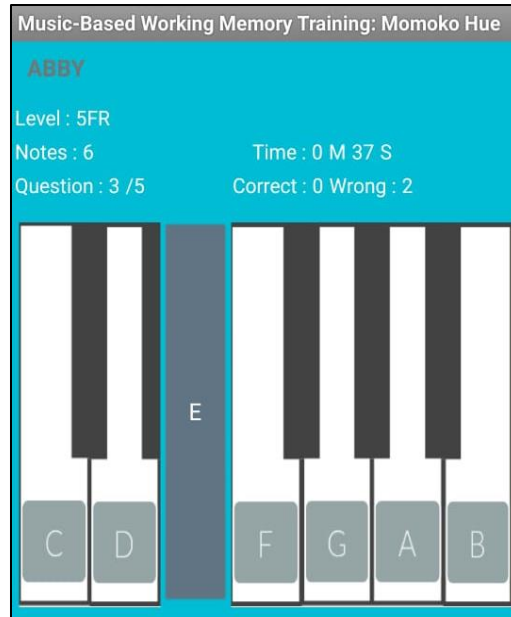 Music-Based Working Memory Training: Momoko Hue
ABBY
Level : 5FR
Notes : 6 Time : 0 M 37 S
Question : 3 /5 Correct : 0 Wrong : 2
E
C D F G A B